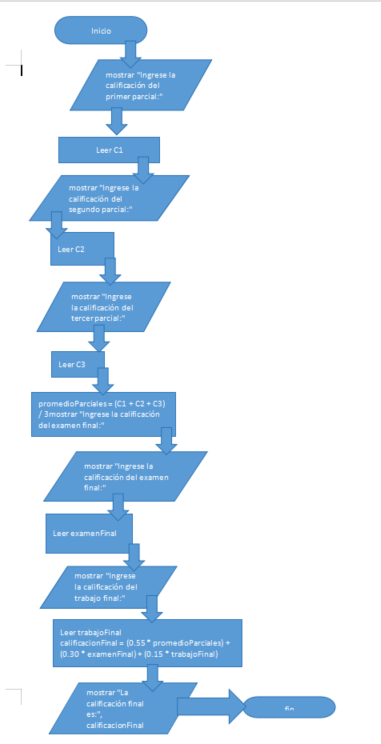 Inicio
mostrar "Ingrese la
calificación del
primer parcial:"
Leer C1
mostrar "Ingrese la
calificación del
segundo parcial:"
Leer C2
mostrar "Ingrese
la calificación del
tercer parcial:"
Leer C3
promedioParciales = (C1 + C2 + C3)
/ 3mostrar "Ingrese la calificación
del examen final:"
mostrar "Ingrese la
calificación del examen
final:"
Leer examenFinal
mostrar "Ingrese
la calificación del
trabajo final:"
Leer trabajoFinal
calificacionFinal = (0.55 * promedioParciales) +
(0.30 * examenFinal) + (0.15 * trabajoFinal)
mostrar "La
calificación final
es:",
calificacionFinal
fin